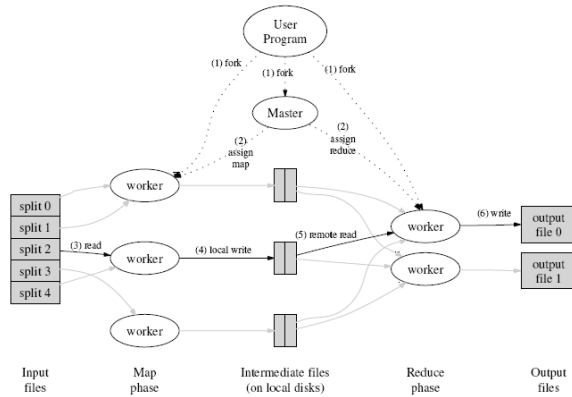 User
Program
(1) fork
(1) fork
(1) fork
Master
(2)
assign
map
(2)
assign
reduce
worker
split 0
split 1
split 2
split 3
split 4
(3) read
worker
(4) local write
(5) remote read
worker
(6) write
output
file 0
worker
output
file 1
worker
Input
files
Map
phase
Intermediate files
(on local disks)
Reduce
phase
Output
files